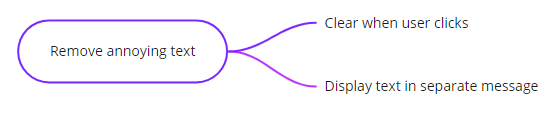 Remove annoying text
Clear when user clicks
Display text in separate message